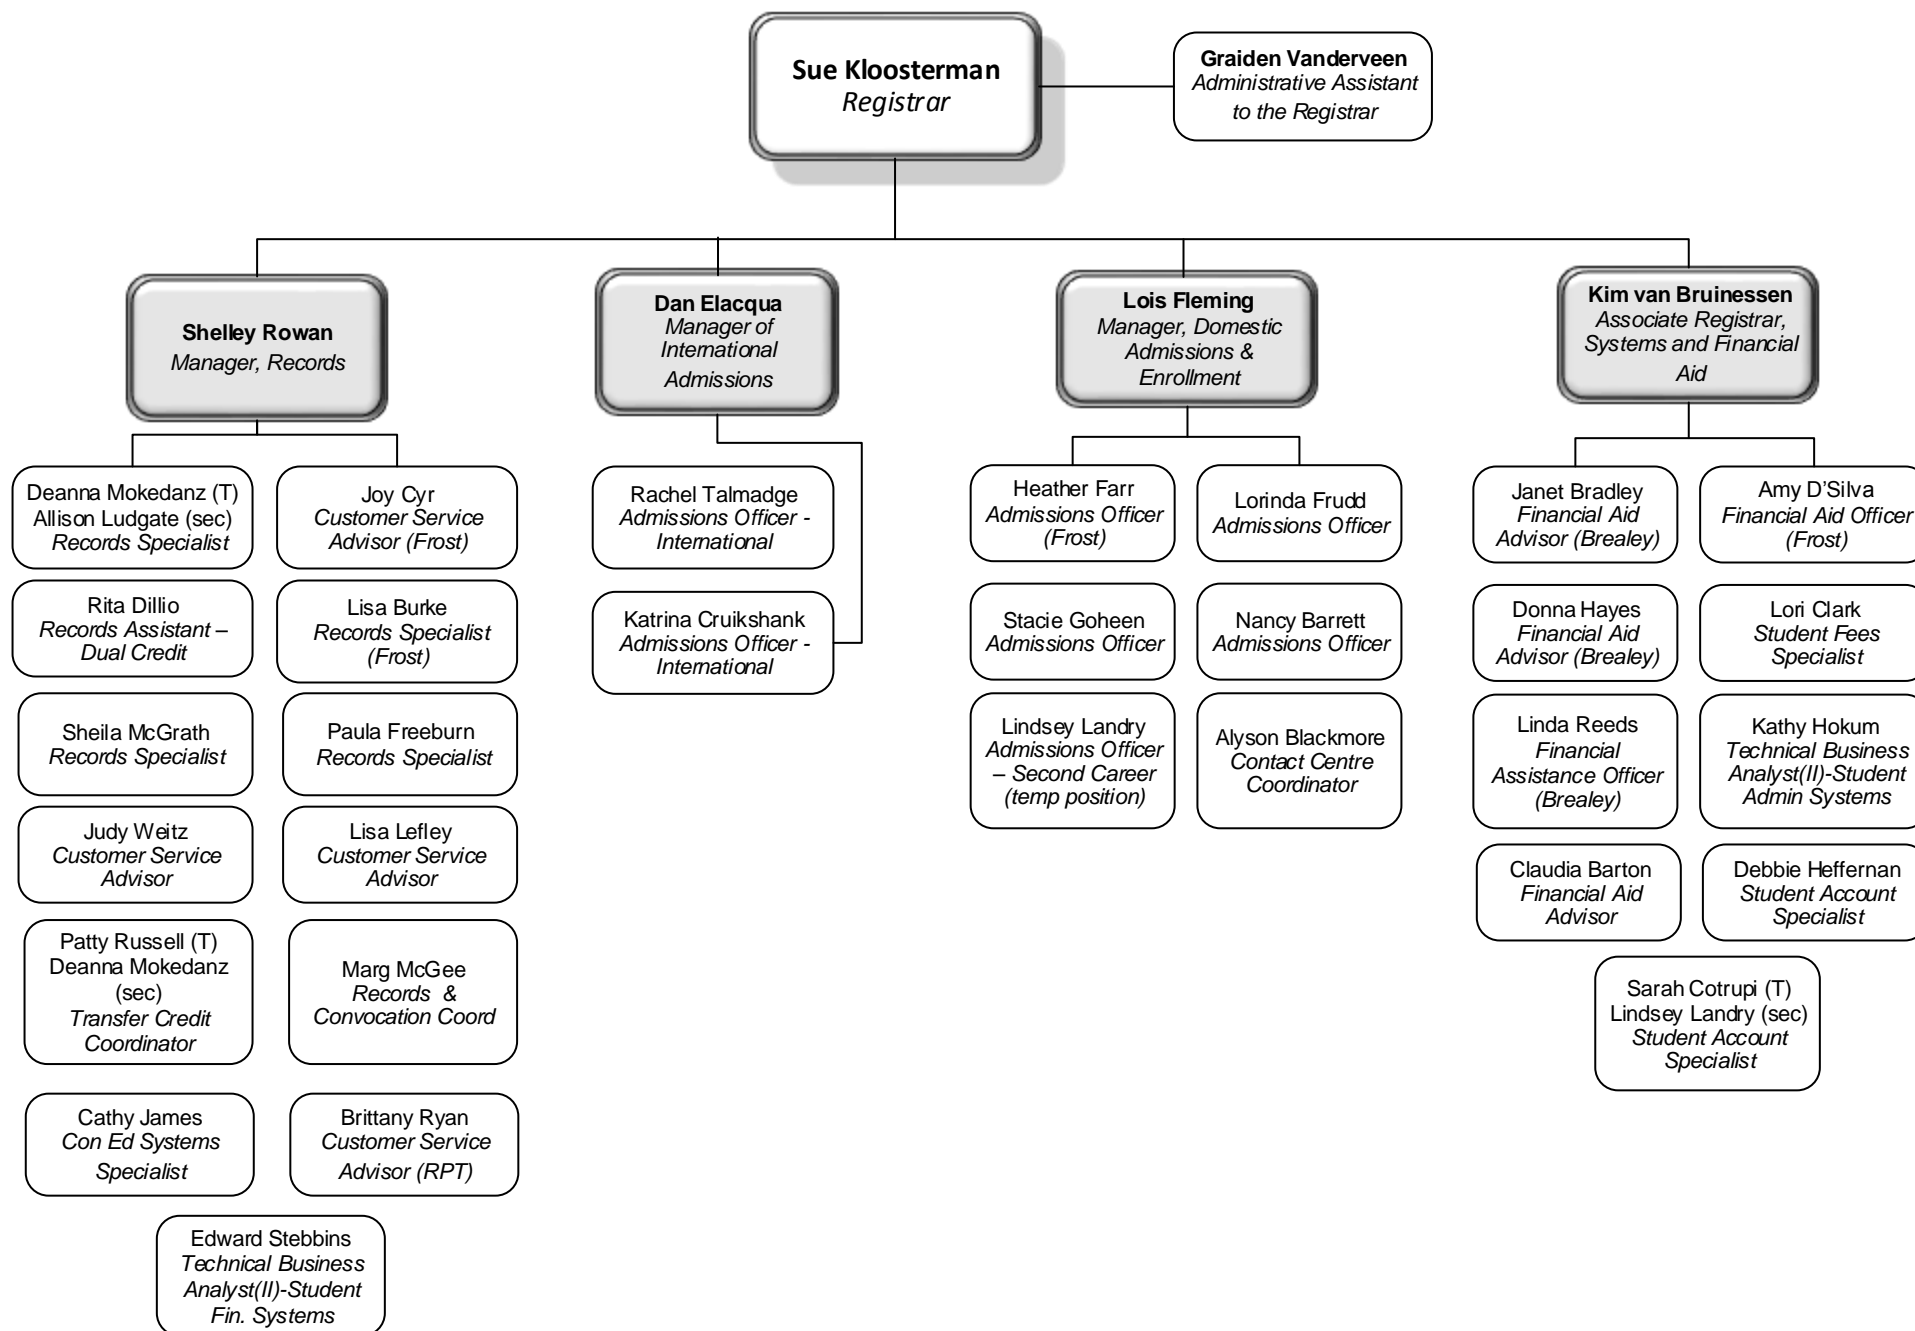 Sue Kloosterman
Registrar
Graiden Vanderveen
Administrative Assistant
to the Registrar
Shelley Rowan
Manager, Records
Dan Elacqua
Manager of
International
Admissions
Lois Fleming
Manager, Domestic
Admissions &
Enrollment
Kim van Bruinessen
Associate Registrar,
Systems and Financial
Aid
Deanna Mokedanz (T)
Allison Ludgate (sec)
Records Specialist
Joy Cyr
Customer Service
Advisor (Frost)
Rita Dillio
Records Assistant –
Dual Credit
Lisa Burke
Records Specialist
(Frost)
Sheila McGrath
Records Specialist
Paula Freeburn
Records Specialist
Judy Weitz
Customer Service
Advisor
Lisa Lefley
Customer Service
Advisor
Patty Russell (T)
Deanna Mokedanz
(sec)
Transfer Credit
Coordinator
Marg McGee
Records &
Convocation Coord
Cathy James
Con Ed Systems
Specialist
Brittany Ryan
Customer Service
Advisor (RPT)
Edward Stebbins
Technical Business
Analyst(II)-Student
Fin. Systems
Rachel Talmadge
Admissions Officer -
International
Katrina Cruikshank
Admissions Officer -
International
Heather Farr
Admissions Officer
(Frost)
Lorinda Frudd
Admissions Officer
Stacie Goheen
Admissions Officer
Nancy Barrett
Admissions Officer
Lindsey Landry
Admissions Officer
– Second Career
(temp position)
Alyson Blackmore
Contact Centre
Coordinator
Janet Bradley
Financial Aid
Advisor (Brealey)
Amy D’Silva
Financial Aid Officer
(Frost)
Donna Hayes
Financial Aid
Advisor (Brealey)
Lori Clark
Student Fees
Specialist
Linda Reeds
Financial
Assistance Officer
(Brealey)
Kathy Hokum
Technical Business
Analyst(II)-Student
Admin Systems
Claudia Barton
Financial Aid
Advisor
Debbie Heffernan
Student Account
Specialist
Sarah Cotrupi (T)
Lindsey Landry (sec)
Student Account
Specialist